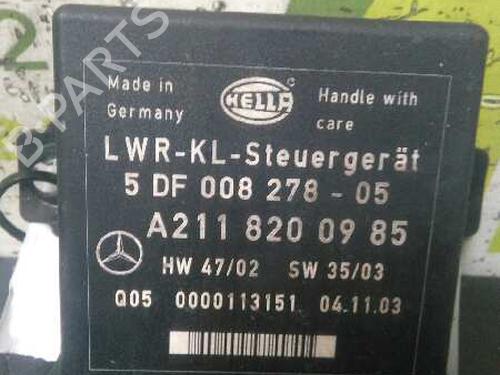 Made in
Germany
HELLA
Handle with
care
LWR-KL-Steuergerät
5 DF 008 278 - 05
A211 820 09 85
HW 47/02 SW 35/03
Q05 0000113151 04.11.03
B-PARTS